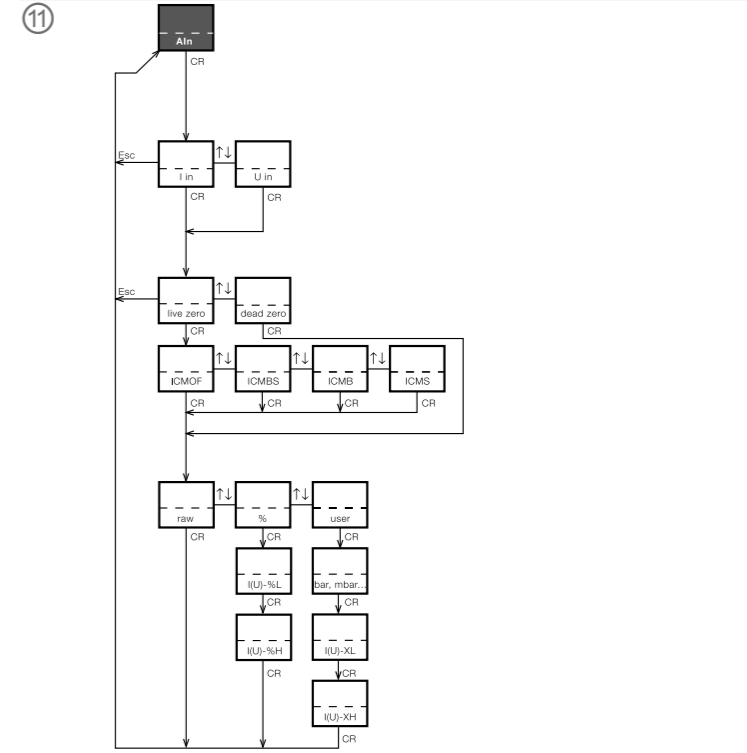 11
AIn
CR
Esc
↑↓
I in
U in
CR
CR
Esc
↑↓
live zero
dead zero
CR
CR
↑↓
↑↓
↑↓
ICMOF
ICMBS
ICMB
ICMS
CR
CR
CR
CR
↑↓
↑↓
raw
%
user
CR
CR
CR
I(U)-%L
bar, mbar...
CR
CR
I(U)-%H
I(U)-XL
CR
CR
I(U)-XH
CR